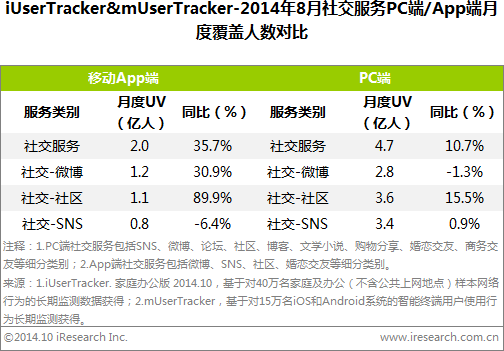 iUserTracker&mUserTracker-2014年8月社交服务PC端/App端月
度覆盖人数对比
移动App端 PC端
服务类别 月度UV（亿人） 同比（%） 服务类别 月度UV（亿人） 同比（%）
社交服务 2.0 35.7% 社交服务 4.7 10.7%
社交-微博 1.2 30.9% 社交-微博 2.8 -1.3%
社交-社区 1.1 89.9% 社交-社区 3.6 15.5%
社交-SNS 0.8 -6.4% 社交-SNS 3.4 0.9%
注释：1.PC端社交服务包括SNS、微博、论坛、社区、博客、文学小说、购物分享、婚恋交友、商务交
友等细分类别；2.App端社交服务包括微博、SNS、社区、婚恋交友等细分类别。
来源：1.iUserTracker. 家庭办公版 2014.10，基于对40万名家庭及办公（不含公共上网地点）样本网络
行为的长期监测数据获得；2.mUserTracker，基于对15万名iOS和Android系统的智能终端用户使用行
为长期监测获得。
©2014.10 iResearch Inc. www.iresearch.com.cn